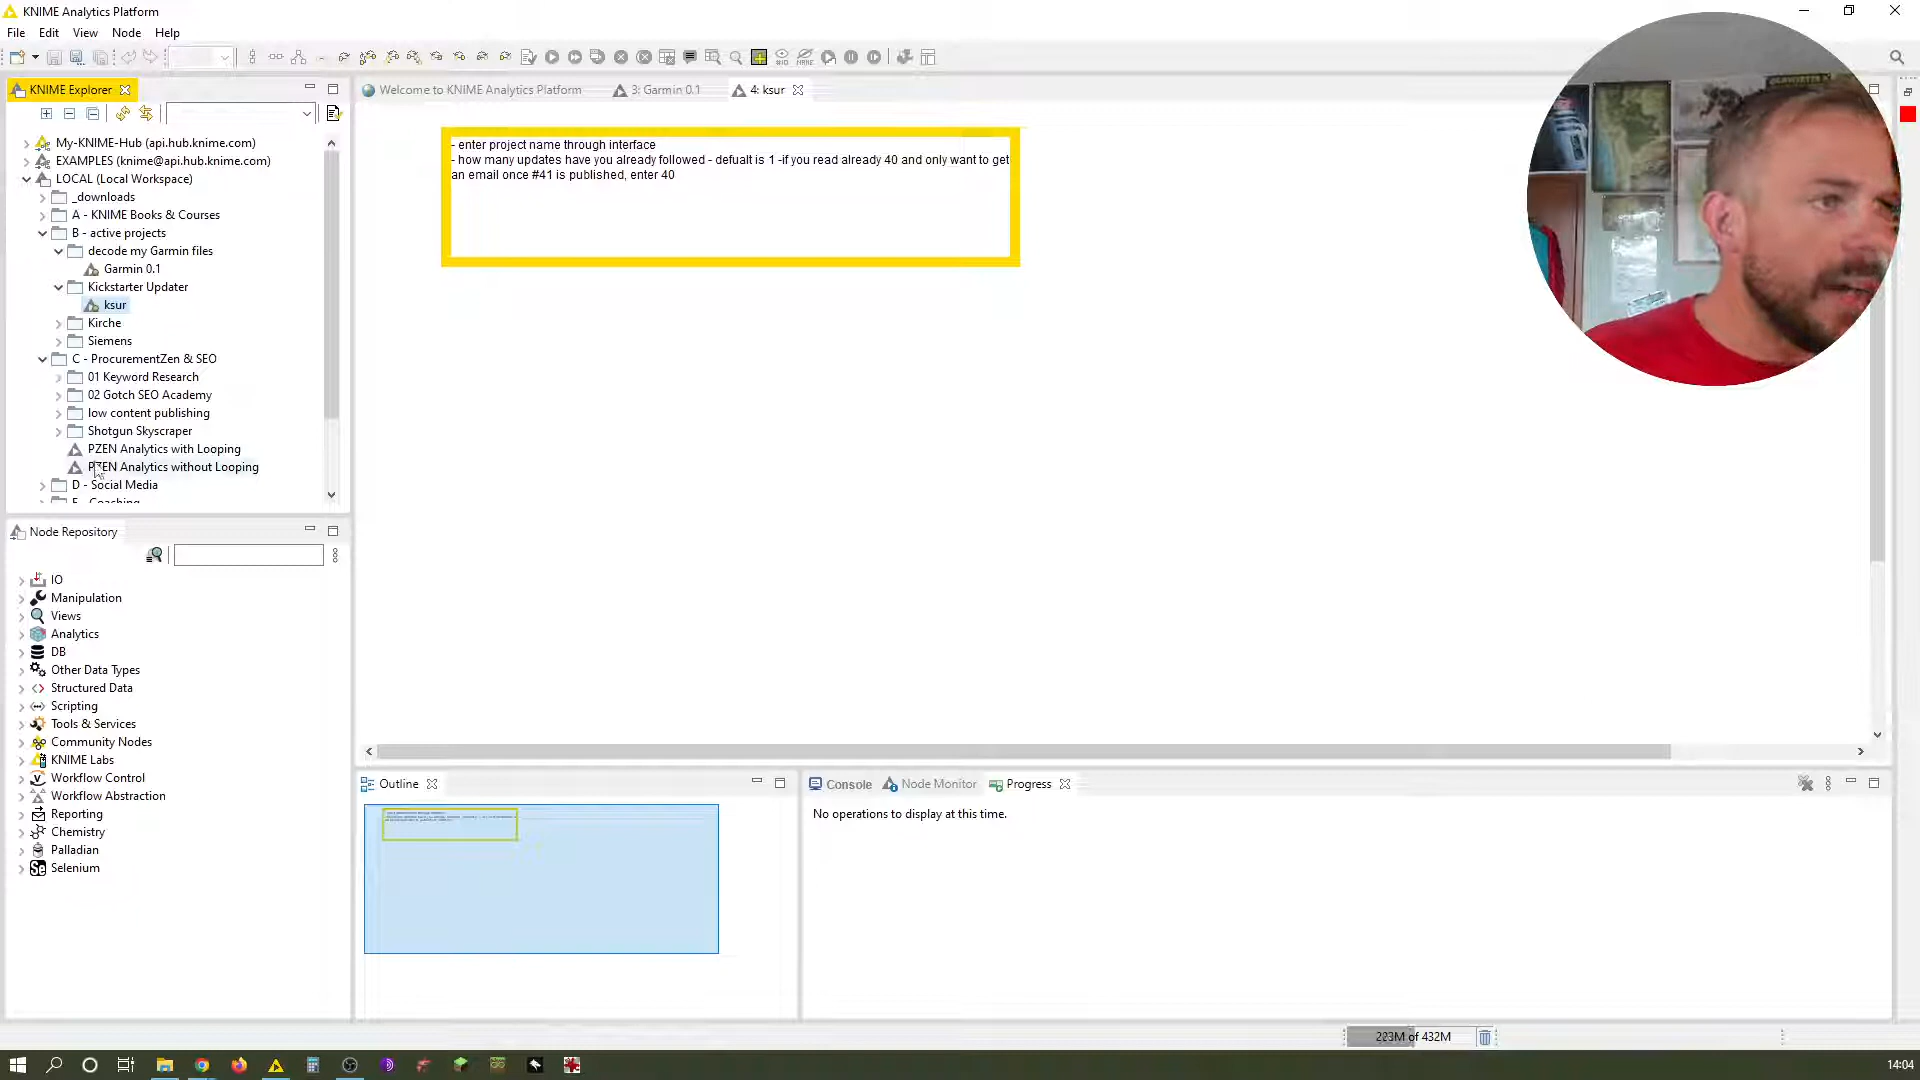 KNIME Analytics Platform
File Edit View Node Help
KNIME Explorer
Welcome to KNIME Analytics Platform
3: Garmin 0.1
4: ksur
My-KNIME-Hub (api.hub.knime.com)
EXAMPLES (knime@api.hub.knime.com)
LOCAL (Local Workspace)
_downloads
A - KNIME Books & Courses
B - active projects
decode my Garmin files
Garmin 0.1
Kickstarter Updater
ksur
Kirche
Siemens
C - ProcurementZen & SEO
01 Keyword Research
02 Gotch SEO Academy
low content publishing
Shotgun Skyscraper
PZEN Analytics with Looping
PZEN Analytics without Looping
D - Social Media
- enter project name through interface
- how many updates have you already followed - defualt is 1 -if you read already 40 and only want to get
an email once #41 is published, enter 40
Node Repository
IO
Manipulation
Views
Analytics
DB
Other Data Types
Structured Data
Scripting
Tools & Services
Community Nodes
KNIME Labs
Workflow Control
Workflow Abstraction
Reporting
Chemistry
Palladian
Selenium
Outline
Console
Node Monitor
Progress
No operations to display at this time.
223M of 432M
14:04